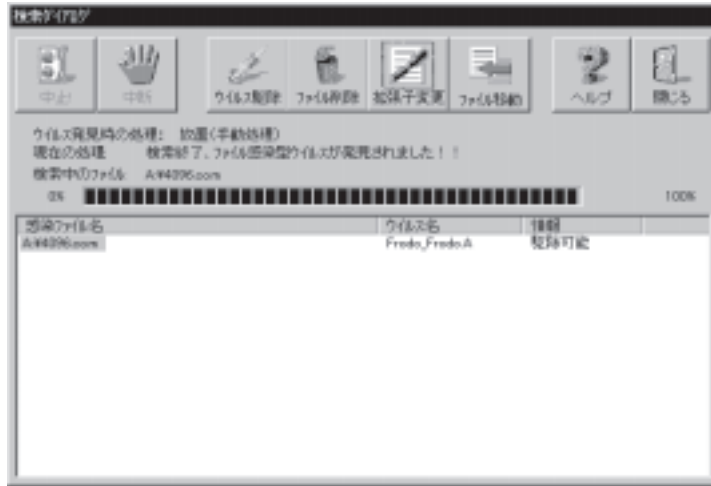 検索ダイアログ
中止 中断 ウイルス駆除 ファイル削除 拡張子変更 ファイル移動 ヘルプ 閉じる
ウイルス発見時の処理: 放置(手動処理)
現在の処理 検索終了、ファイル感染型ウイルスが発見されました!!
検索中のファイル A:¥4096.com
0% 100%
感染ファイル名 ウイルス名 情報
A:¥4096.com Frodo,Frodo.A 駆除可能